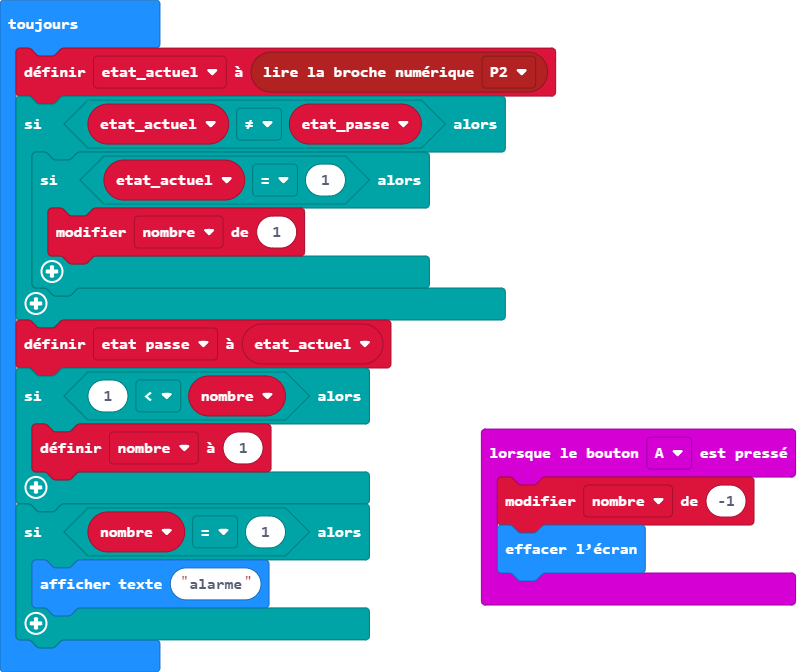 toujours
définir etat_actuel à lire la broche numérique P2
si etat_actuel ≠ etat_passe alors
si etat_actuel = 1 alors
modifier nombre de 1
définir etat passe à etat_actuel
si 1 < nombre alors
définir nombre à 1
si nombre = 1 alors
afficher texte "alarme"
lorsque le bouton A est pressé
modifier nombre de -1
effacer l’écran